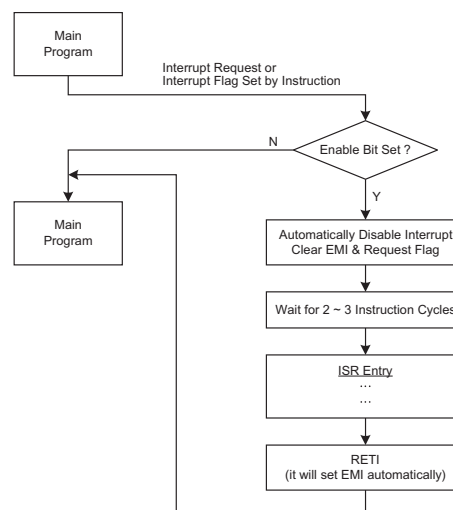 Main
Program
Interrupt Request or
Interrupt Flag Set by Instruction
Enable Bit Set ?
N
Y
Main
Program
Automatically Disable Interrupt
Clear EMI & Request Flag
Wait for 2 ~ 3 Instruction Cycles
ISR Entry
...
...
RETI
(it will set EMI automatically)